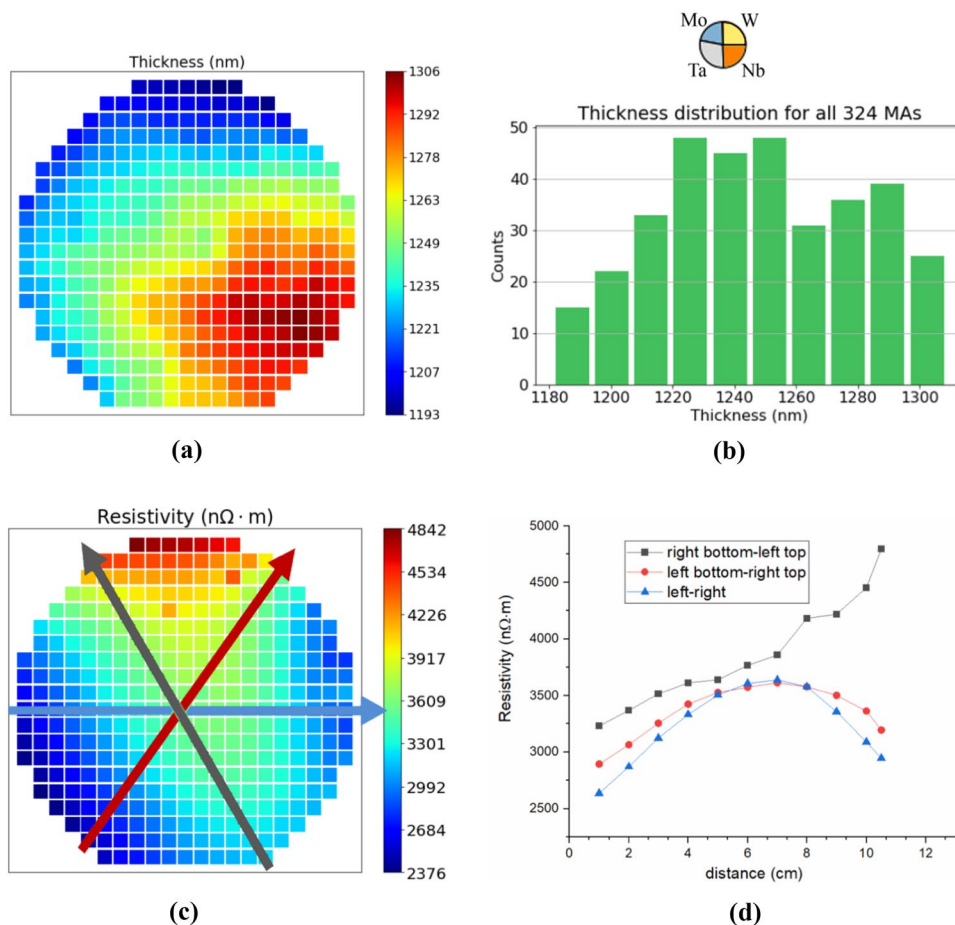 Mo W
Ta Nb
Thickness (nm)
1306
1292
1278
1263
1249
1235
1221
1207
1193
(a)
Thickness distribution for all 324 MAs
Counts
50
40
30
20
10
0
1180 1200 1220 1240 1260 1280 1300
Thickness (nm)
(b)
Resistivity (nΩ · m)
4842
4534
4226
3917
3609
3301
2992
2684
2376
(c)
Resistivity (nΩ·m)
5000
4500
4000
3500
3000
2500
right bottom-left top
left bottom-right top
left-right
0 2 4 6 8 10 12
distance (cm)
(d)